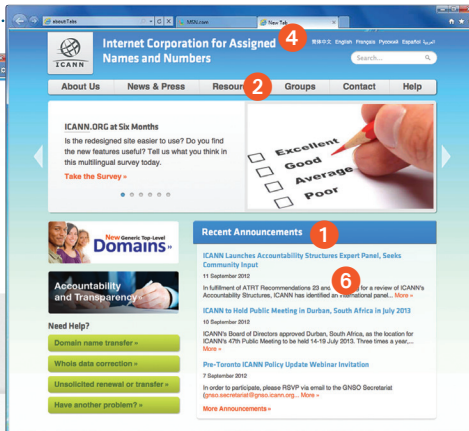 about:Tabs
MSN.com
New Tab
ICANN
Internet Corporation for Assigned
Names and Numbers
4
简体中文 English Français Русский Español العربية
Search...
About Us
News & Press
Resour
2
Groups
Contact
Help
ICANN.ORG at Six Months
Is the redesigned site easier to use? Do you find
the new features useful? Tell us what you think in
this multilingual survey today.
Take the Survey »
Excellent
Good
Average
Poor
New Generic Top-Level
Domains »
Accountability
and Transparency »
Need Help?
Domain name transfer »
Whois data correction »
Unsolicited renewal or transfer »
Have another problem? »
Recent Announcements
1
ICANN Launches Accountability Structures Expert Panel, Seeks
Community Input
11 September 2012
6
In fulfillment of ATRT Recommendations 23 and for a review of ICANN's
Accountability Structures, ICANN has identified an international panel... More »
ICANN to Hold Public Meeting in Durban, South Africa in July 2013
10 September 2012
ICANN's Board of Directors approved Durban, South Africa, as the location for
ICANN's 47th Public Meeting to be held 14-19 July 2013. Three times a year,...
More »
Pre-Toronto ICANN Policy Update Webinar Invitation
7 September 2012
In order to participate, please RSVP via email to the GNSO Secretariat
(gnso.secretariat@gnso.icann.org... More »
More Announcements »